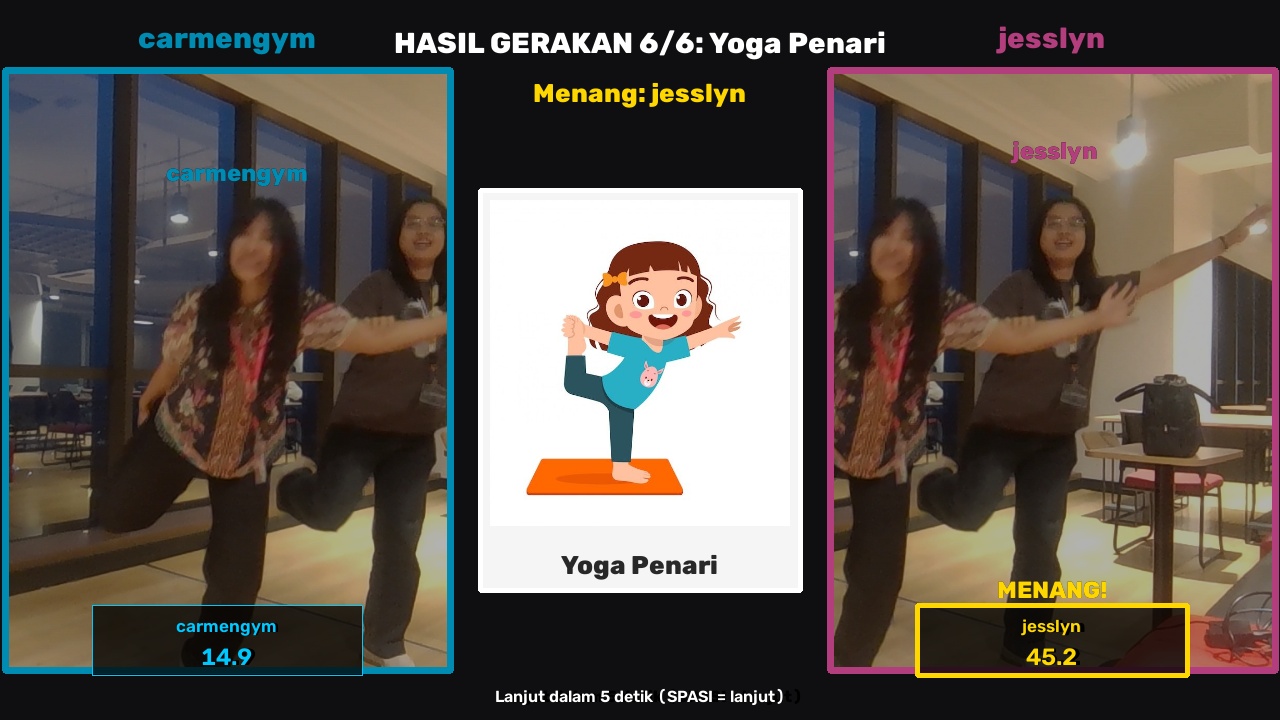 carmengym
HASIL GERAKAN 6/6: Yoga Penari
jesslyn
Menang: jesslyn
carmengym
jesslyn
Yoga Penari
MENANG!
carmengym
14.9
jesslyn
45.2
Lanjut dalam 5 detik (SPASI = lanjut)